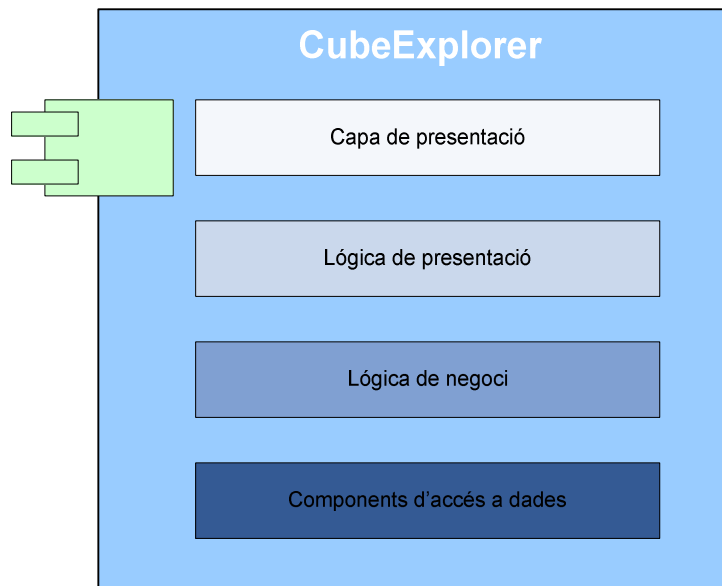 CubeExplorer
Capa de presentació
Lógica de presentació
Lógica de negoci
Components d’accés a dades